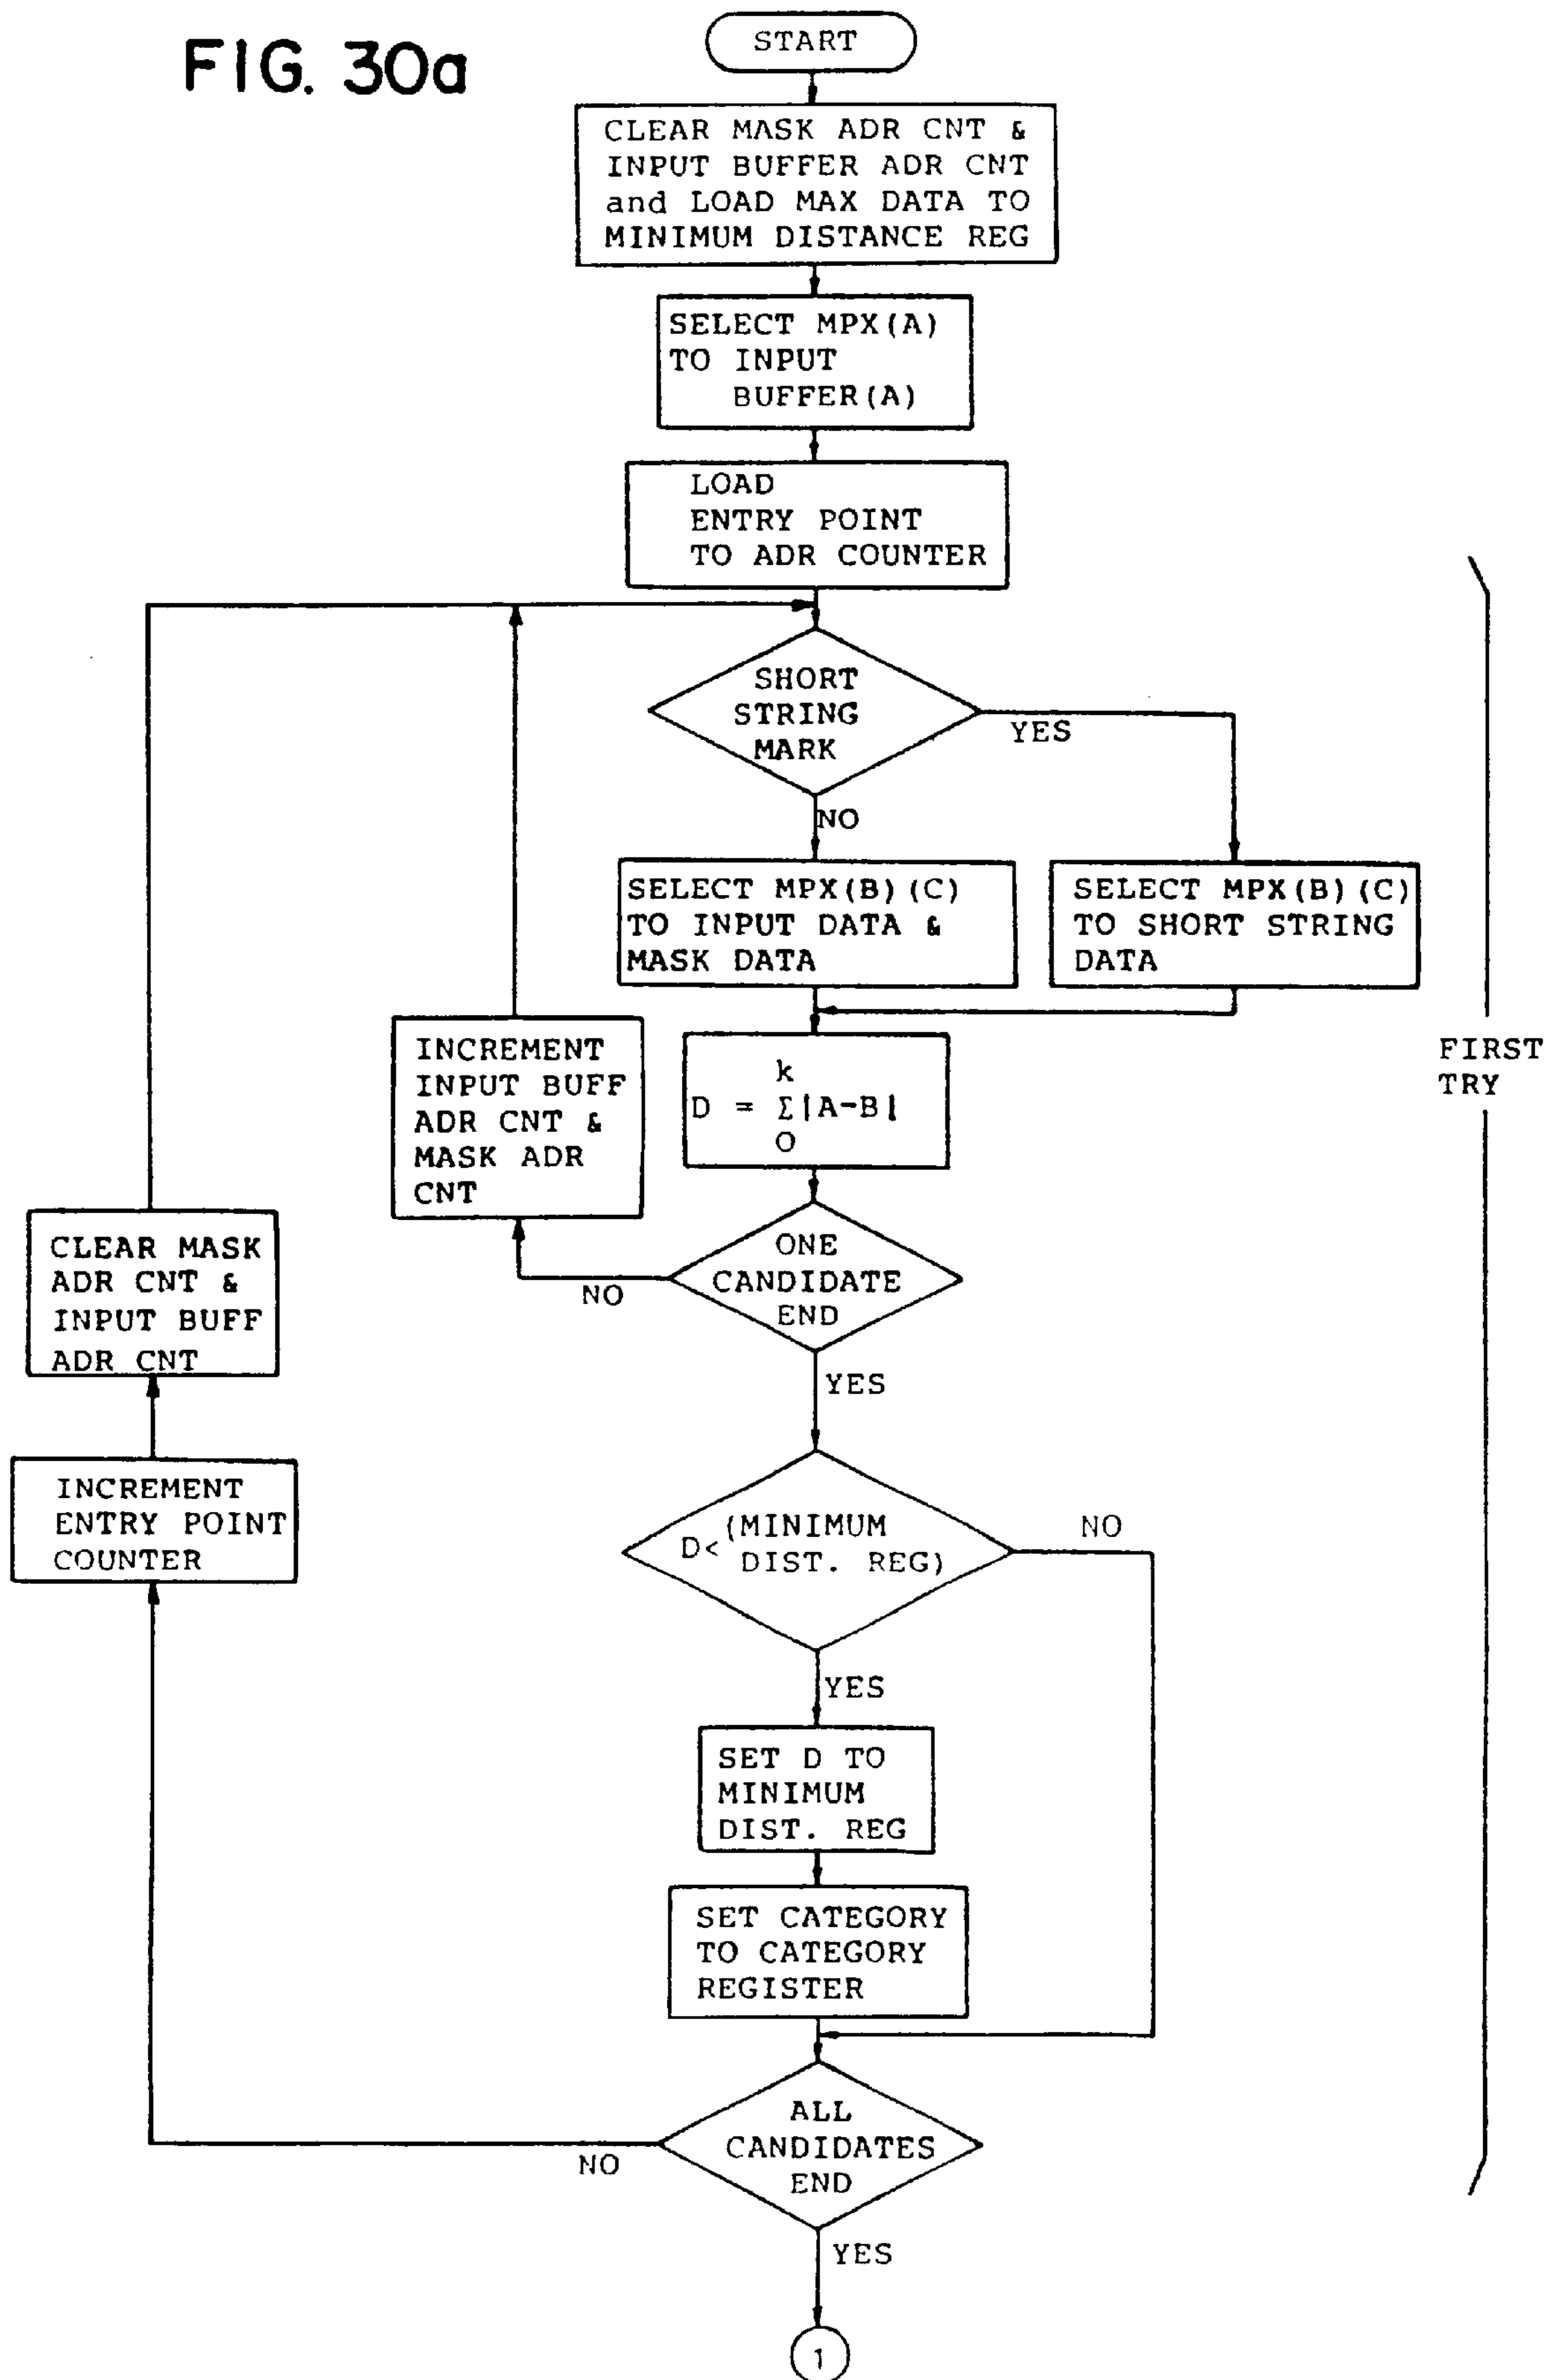 FIG. 30a
START
CLEAR MASK ADR CNT &
INPUT BUFFER ADR CNT
and LOAD MAX DATA TO
MINIMUM DISTANCE REG
SELECT MPX(A)
TO INPUT
BUFFER(A)
LOAD
ENTRY POINT
TO ADR COUNTER
SHORT
STRING
MARK
YES
NO
SELECT MPX(B)(C)
TO INPUT DATA &
MASK DATA
SELECT MPX(B)(C)
TO SHORT STRING
DATA
FIRST
TRY
INCREMENT
INPUT BUFF
ADR CNT &
MASK ADR
CNT
k
D = Σ|A-B|
O
CLEAR MASK
ADR CNT &
INPUT BUFF
ADR CNT
ONE
CANDIDATE
END
NO
YES
INCREMENT
ENTRY POINT
COUNTER
D<(MINIMUM
DIST. REG)
NO
YES
SET D TO
MINIMUM
DIST. REG
SET CATEGORY
TO CATEGORY
REGISTER
ALL
CANDIDATES
END
NO
YES
1